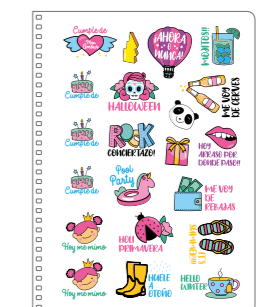 Cumple de
¡AHORA
o
NUNCA!
MOJITOS!!
Cumple de
HALLOWEEN
ME VOY
DE CERVES
Cumple de
ROCK
CONCIERTAZO!
HOY
ARRASO POR
DONDE PASO!!
Cumple de
Pool
Party
ME VOY
DE
REBAJAS
Hoy me mimo
HOLI
PRIMAVERA
Hoy me mimo
HUELE
A
OTOÑO
HELLO
WINTER